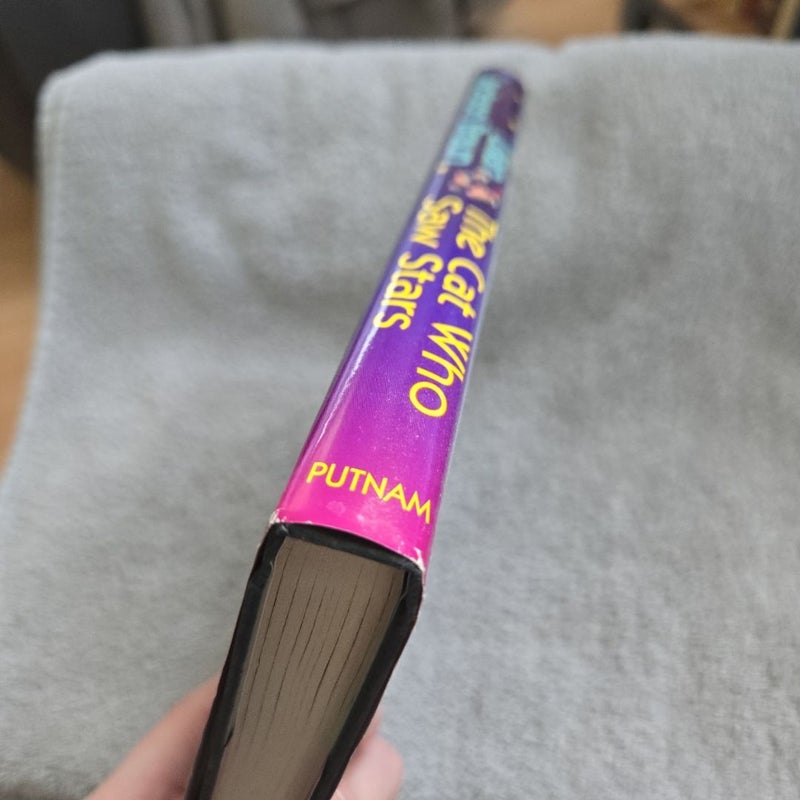 The Cat Who
Saw Stars
PUTNAM